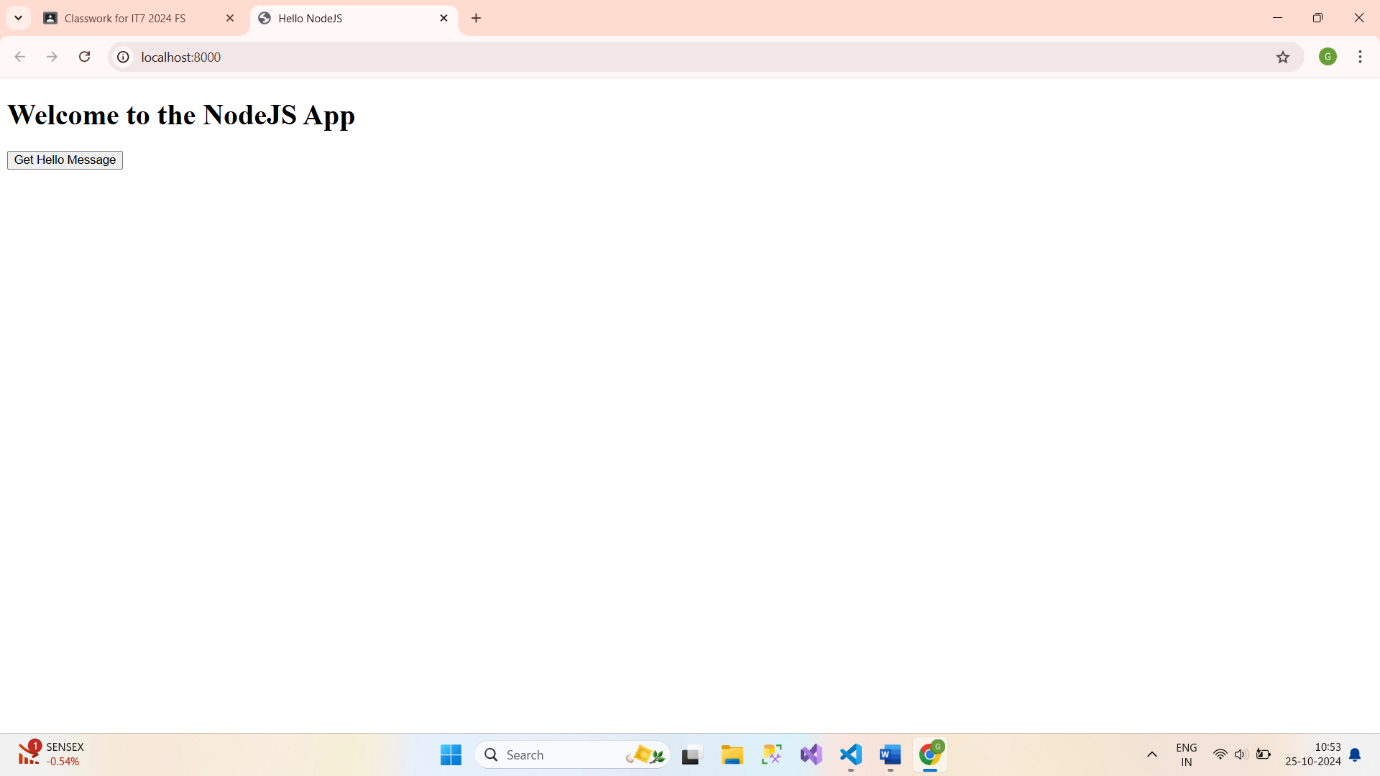 Classwork for IT7 2024 FS
Hello NodeJS
localhost:8000
G
Welcome to the NodeJS App
Get Hello Message
1
SENSEX
-0.54%
Search
W
G
ENG
IN
10:53
25-10-2024